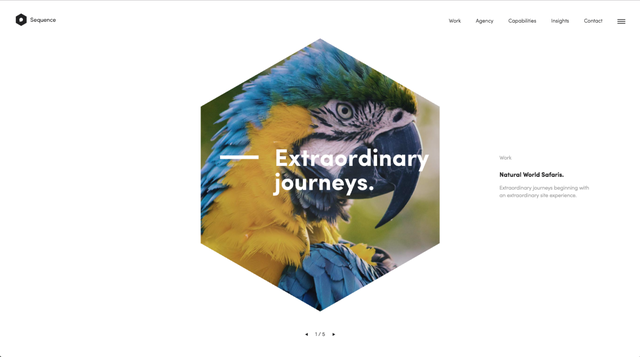 Sequence
Work
Agency
Capabilities
Insights
Contact
Extraordinary
journeys.
Work
Natural World Safaris.
Extraordinary journeys beginning with
an extraordinary site experience.
1 / 5